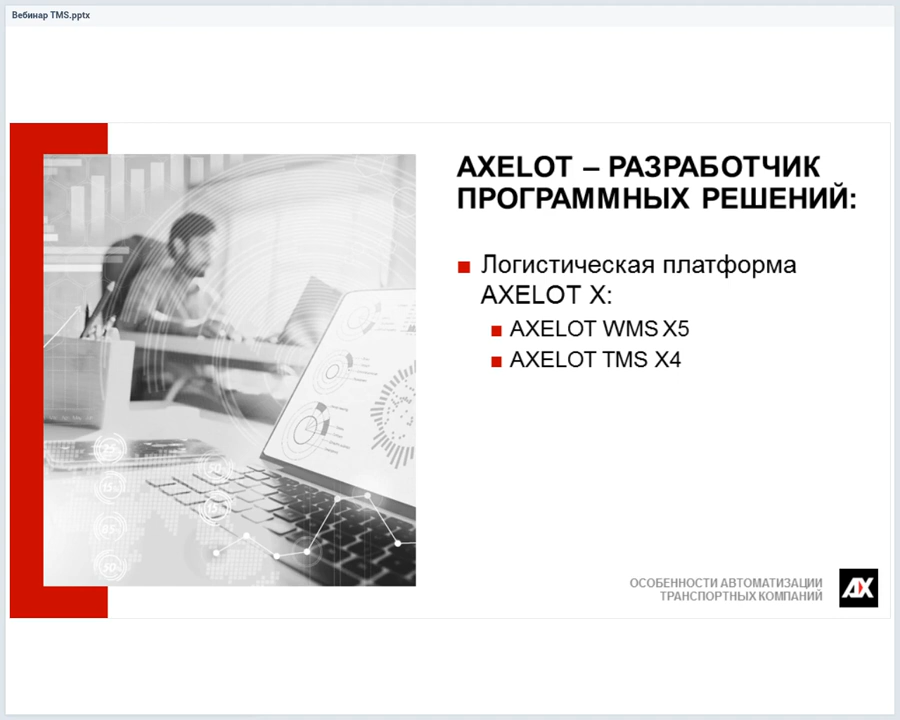 Вебинар TMS.pptx
AXELOT – РАЗРАБОТЧИК
ПРОГРАММНЫХ РЕШЕНИЙ:
Логистическая платформа
AXELOT X:
AXELOT WMS X5
AXELOT TMS X4
ОСОБЕННОСТИ АВТОМАТИЗАЦИИ
ТРАНСПОРТНЫХ КОМПАНИЙ
AX